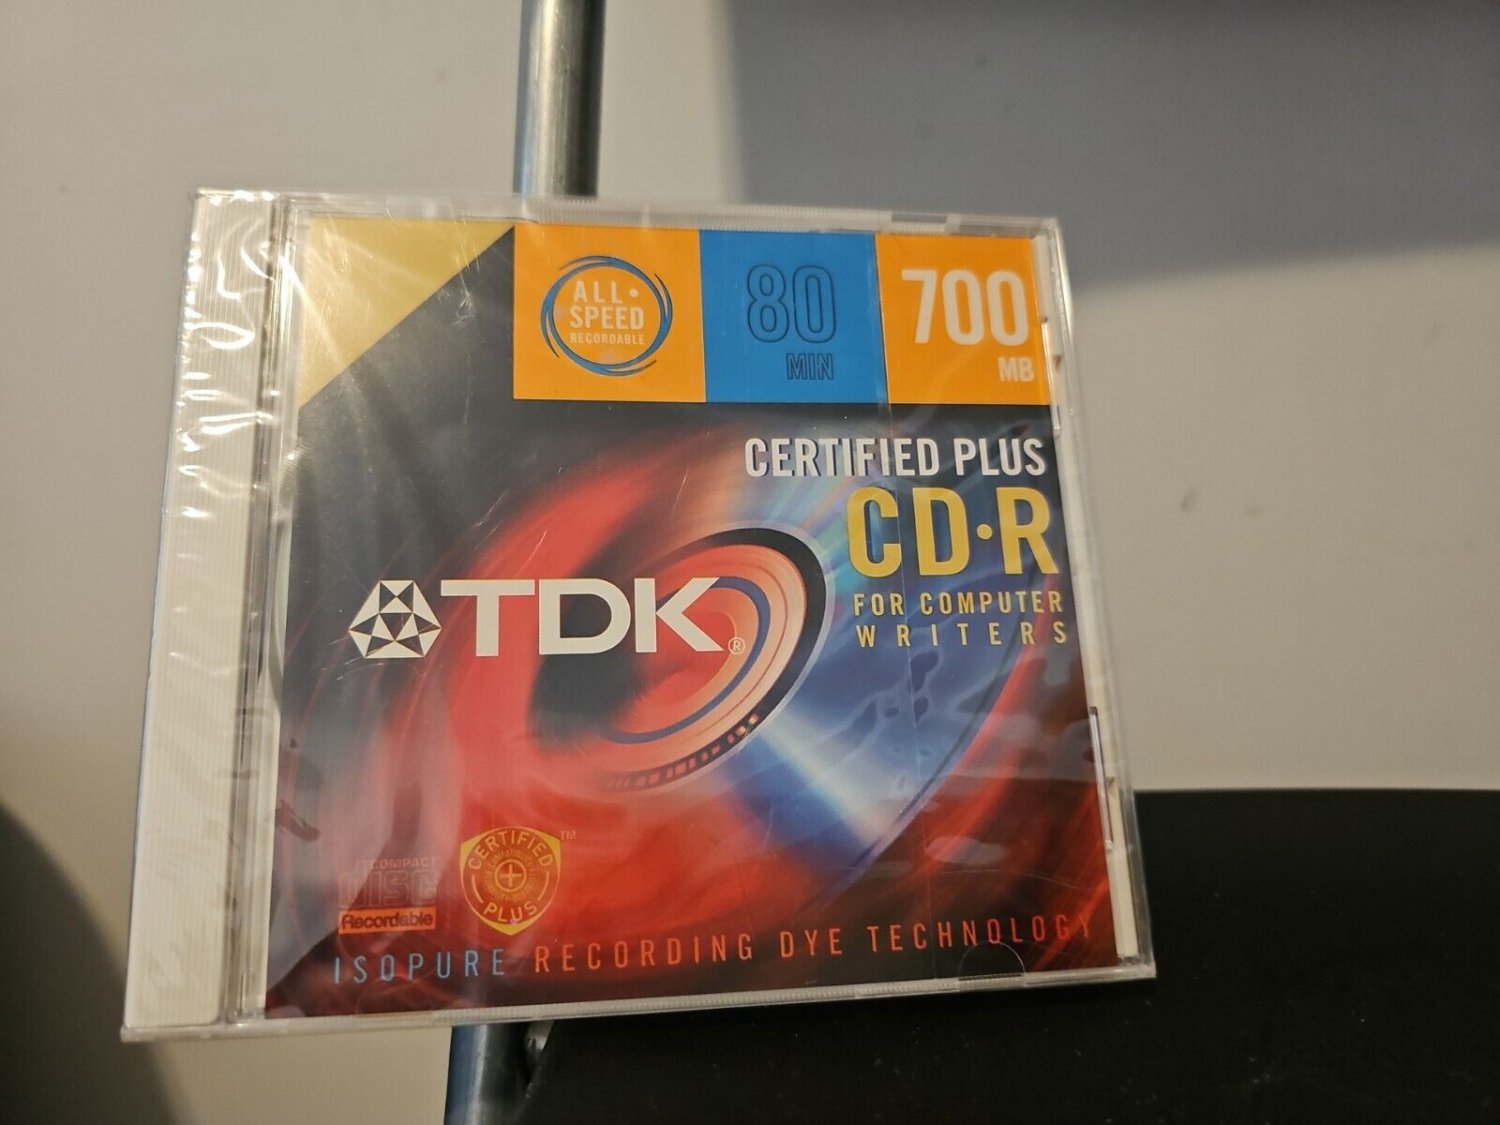 ALL•
SPEED
RECORDABLE
80
MIN
700
MB
CERTIFIED PLUS
CD•R
FOR COMPUTER
WRITERS
TDK®
COMPACT
disc
Recordable
CERTIFIED
PLUS
™
ISOPURE RECORDING DYE TECHNOLOGY